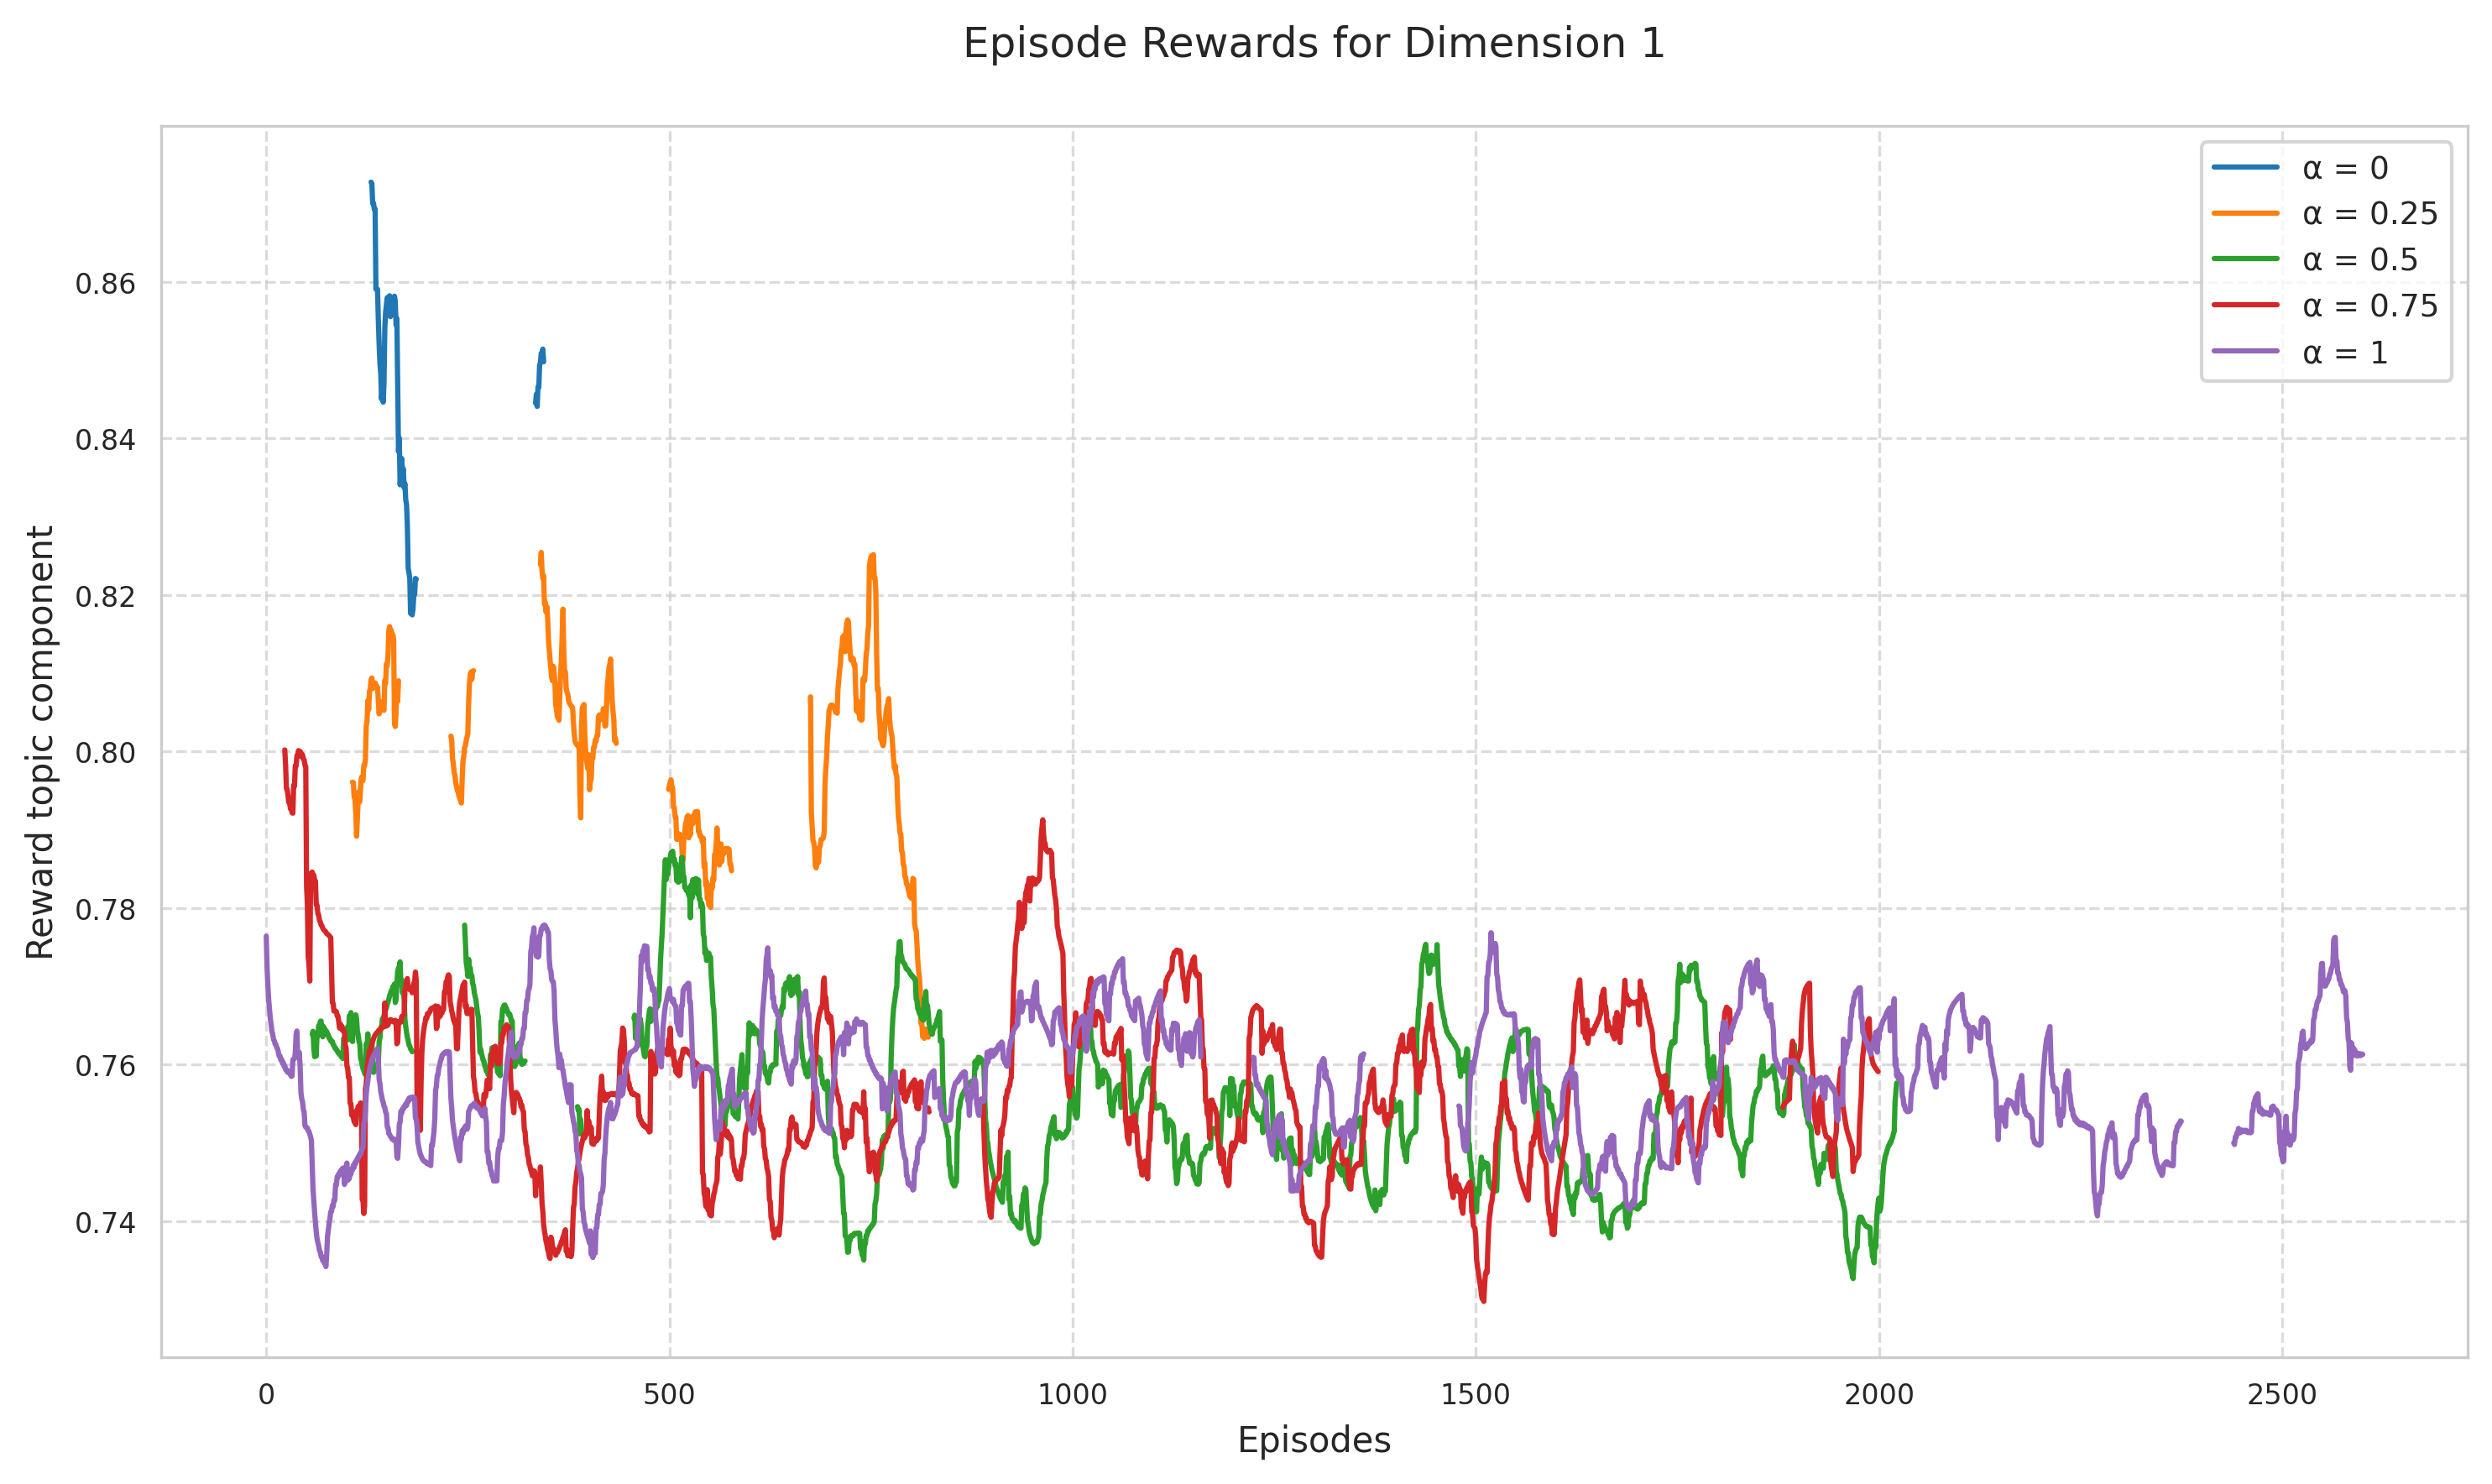 Episode Rewards for Dimension 1
α = 0
α = 0.25
α = 0.5
α = 0.75
α = 1
Reward topic component
0.86
0.84
0.82
0.80
0.78
0.76
0.74
0
500
1000
1500
2000
2500
Episodes